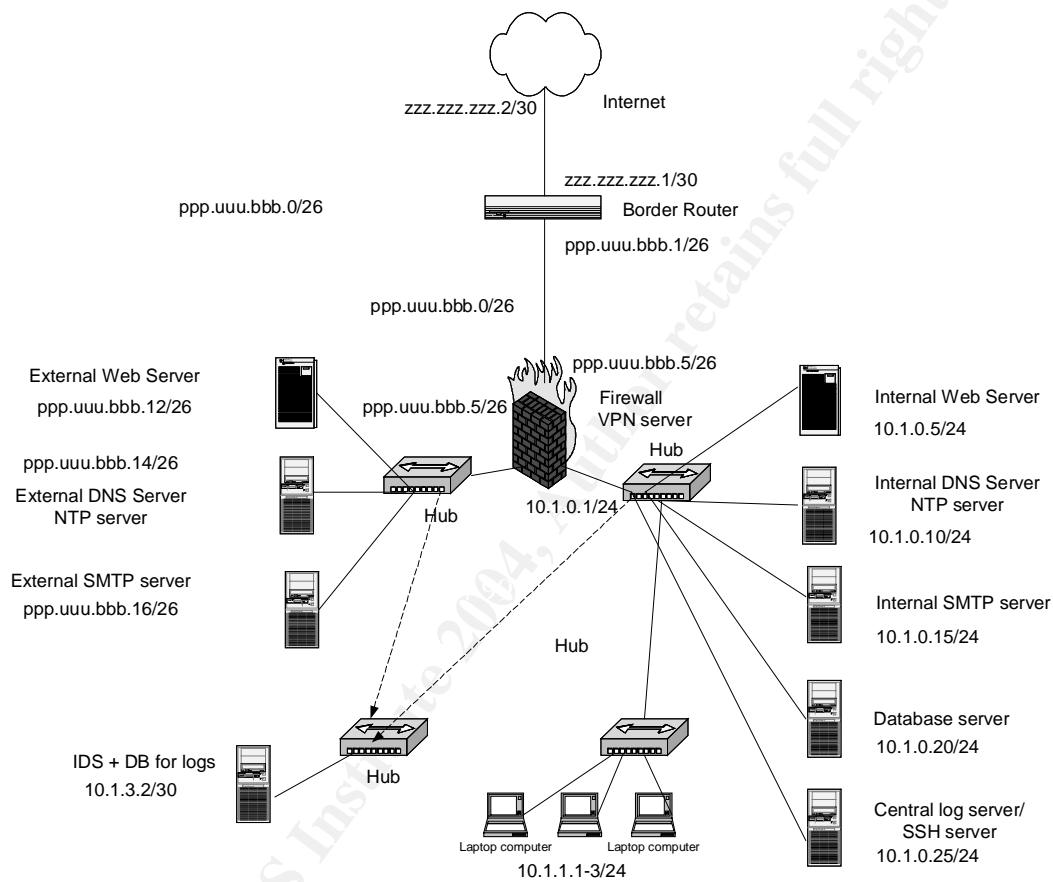 Internet
zzz.zzz.zzz.2/30
zzz.zzz.zzz.1/30
ppp.uuu.bbb.0/26
Border Router
ppp.uuu.bbb.1/26
ppp.uuu.bbb.0/26
ppp.uuu.bbb.5/26
External Web Server
ppp.uuu.bbb.12/26
ppp.uuu.bbb.5/26
Firewall
VPN server
Hub
Internal Web Server
10.1.0.5/24
ppp.uuu.bbb.14/26
External DNS Server
NTP server
Hub
10.1.0.1/24
Internal DNS Server
NTP server
10.1.0.10/24
External SMTP server
ppp.uuu.bbb.16/26
Internal SMTP server
10.1.0.15/24
Hub
Database server
10.1.0.20/24
IDS + DB for logs
10.1.3.2/30
Hub
Central log server/
SSH server
10.1.0.25/24
Laptop computer
Laptop computer
10.1.1.1-3/24
S Institute 2004, Author retains full right